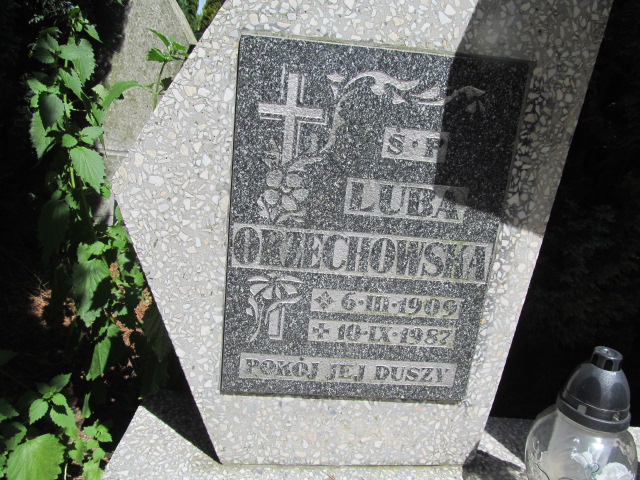 Ś·P
LUBA
ORZECHOWSKA
6·III·1909
10·IX·1987
POKÓJ JEJ DUSZY